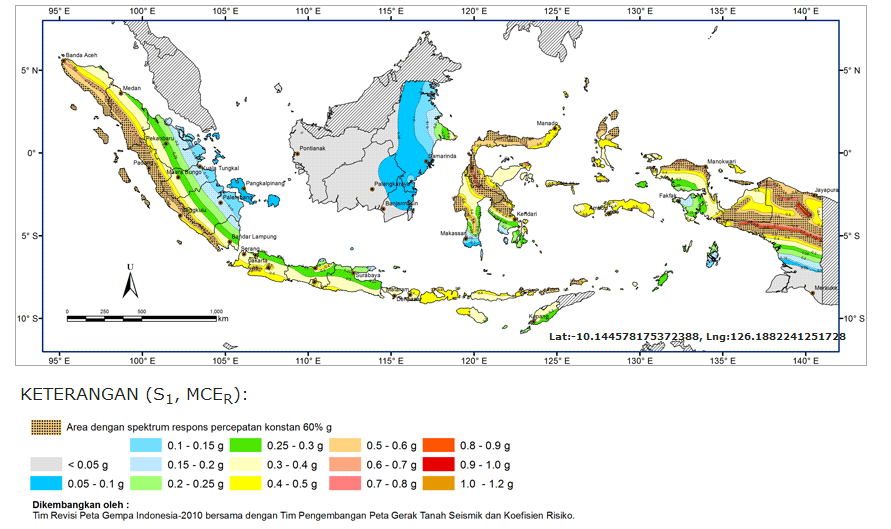 95° E 100° E 105° E 110° E 115° E 120° E 125° E 130° E 135° E 140° E
Banda Aceh
5° N 5° N
Medan
Manado
Pekanbaru
Pontianak
0° 0°
Samarinda
Manokwari
Padang
Kuala Tungkal
Muara Bungo
Pangkalpinang
Palangkaraya
Jayapura
Palembang
Banjarmasin
Bengkulu
Ambon
Fakfak
Kendari
5° S 5° S
Bandar Lampung
Makassar
Serang
Jakarta
Surabaya
Merauke
Mataram
Denpasar
Kupang
U
0 250 500 1,000
km
10° S 10° S
Lat:-10.144578175372388, Lng:126.1882241251728
95° E 100° E 105° E 110° E 115° E 120° E 125° E 130° E 135° E 140° E
KETERANGAN (S1, MCER):
Area dengan spektrum respons percepatan konstan 60% g
0.1 - 0.15 g 0.25 - 0.3 g 0.5 - 0.6 g 0.8 - 0.9 g
< 0.05 g 0.15 - 0.2 g 0.3 - 0.4 g 0.6 - 0.7 g 0.9 - 1.0 g
0.05 - 0.1 g 0.2 - 0.25 g 0.4 - 0.5 g 0.7 - 0.8 g 1.0 - 1.2 g
Dikembangkan oleh :
Tim Revisi Peta Gempa Indonesia-2010 bersama dengan Tim Pengembangan Peta Gerak Tanah Seismik dan Koefisien Risiko.